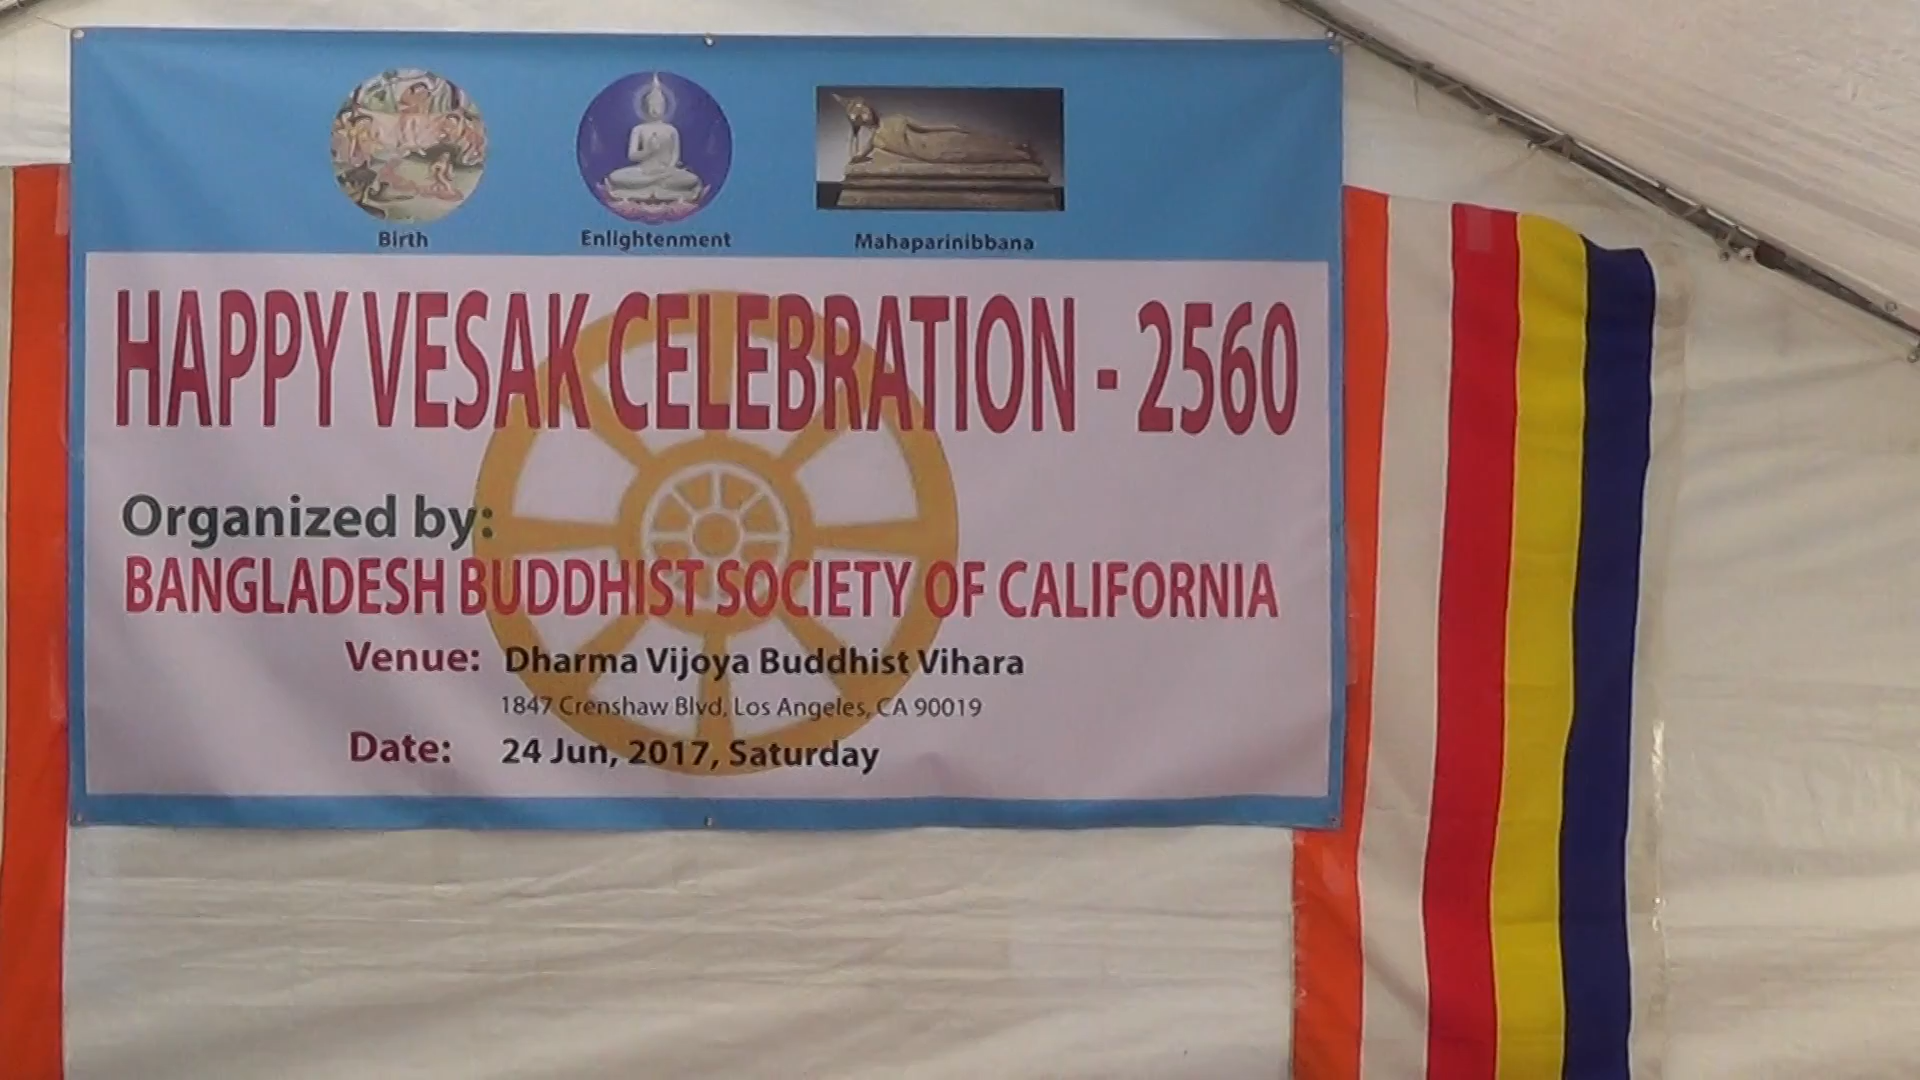 Birth Enlightenment Mahaparinibbana
HAPPY VESAK CELEBRATION - 2560
Organized by:
BANGLADESH BUDDHIST SOCIETY OF CALIFORNIA
Venue: Dharma Vijoya Buddhist Vihara
1847 Crenshaw Blvd, Los Angeles, CA 90019
Date: 24 Jun, 2017, Saturday